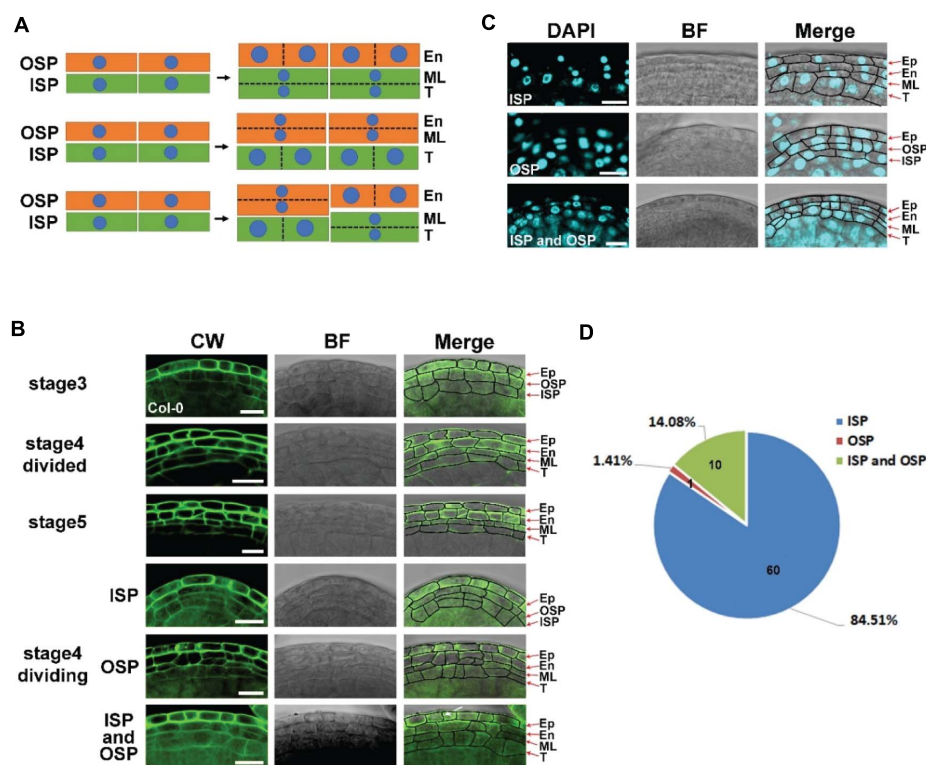 A
OSP
ISP
En
ML
T
OSP
ISP
En
ML
T
OSP
ISP
En
ML
T
B
CW BF Merge
stage3
Col-0
Ep
OSP
ISP
stage4
divided
Ep
En
ML
T
stage5
Ep
En
ML
T
stage4
dividing
ISP
Ep
OSP
ISP
OSP
Ep
En
ML
T
ISP
and
OSP
Ep
En
ML
T
C
DAPI BF Merge
ISP
Ep
En
ML
T
OSP
Ep
OSP
ISP
ISP and OSP
Ep
En
ML
T
D
14.08%
1.41%
10
1
60
84.51%
ISP
OSP
ISP and OSP